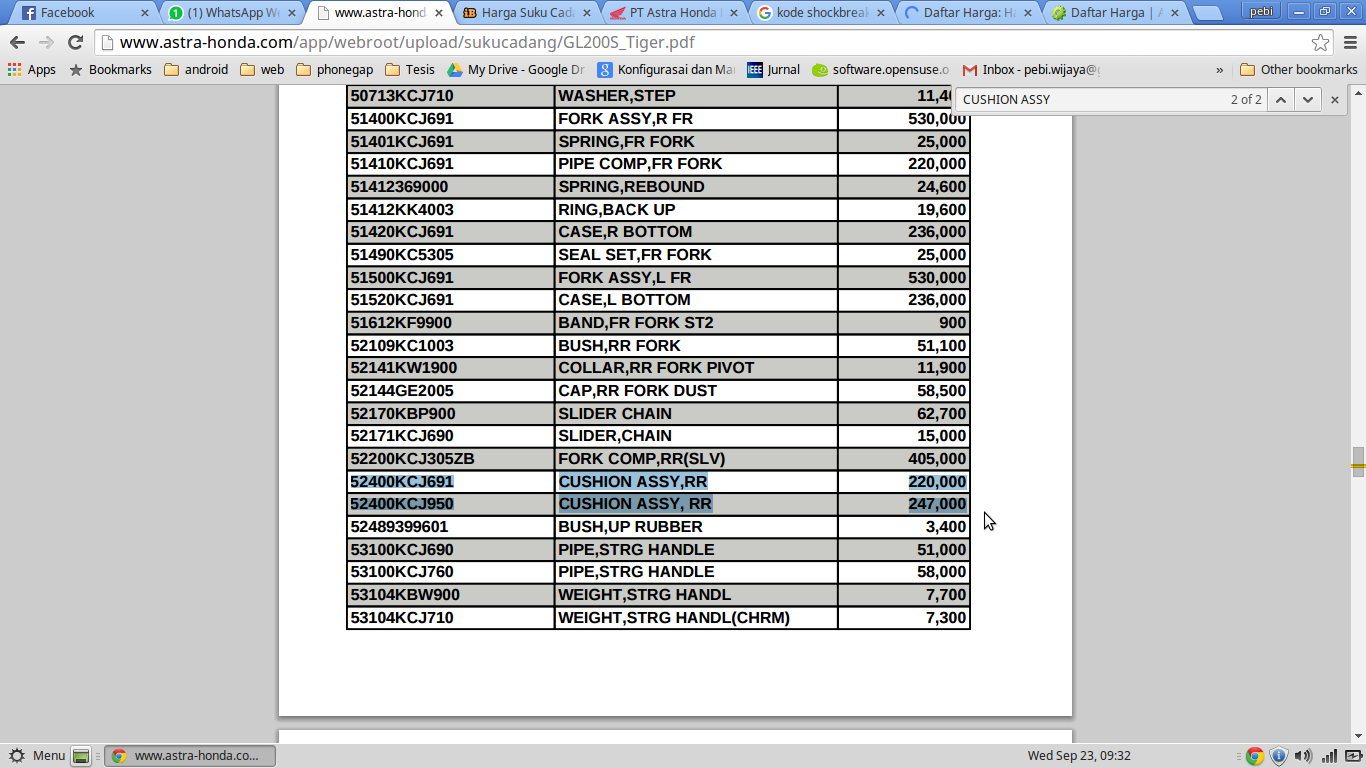 Facebook
(1) WhatsApp We
www.astra-hond
Harga Suku Cada
PT Astra Honda
kode shockbreak
Daftar Harga: Ha
Daftar Harga | A
pebi
www.astra-honda.com/app/webroot/upload/sukucadang/GL200S_Tiger.pdf
Apps
Bookmarks
android
web
phonegap
Tesis
My Drive - Google Dr
Konfigurasai dan Ma
IEEE
Jurnal
software.opensuse.o
Inbox - pebi.wijaya@g
»
Other bookmarks
CUSHION ASSY 2 of 2
50713KCJ710 WASHER,STEP 11,40
51400KCJ691 FORK ASSY,R FR 530,000
51401KCJ691 SPRING,FR FORK 25,000
51410KCJ691 PIPE COMP,FR FORK 220,000
51412369000 SPRING,REBOUND 24,600
51412KK4003 RING,BACK UP 19,600
51420KCJ691 CASE,R BOTTOM 236,000
51490KC5305 SEAL SET,FR FORK 25,000
51500KCJ691 FORK ASSY,L FR 530,000
51520KCJ691 CASE,L BOTTOM 236,000
51612KF9900 BAND,FR FORK ST2 900
52109KC1003 BUSH,RR FORK 51,100
52141KW1900 COLLAR,RR FORK PIVOT 11,900
52144GE2005 CAP,RR FORK DUST 58,500
52170KBP900 SLIDER CHAIN 62,700
52171KCJ690 SLIDER,CHAIN 15,000
52200KCJ305ZB FORK COMP,RR(SLV) 405,000
52400KCJ691 CUSHION ASSY,RR 220,000
52400KCJ950 CUSHION ASSY, RR 247,000
52489399601 BUSH,UP RUBBER 3,400
53100KCJ690 PIPE,STRG HANDLE 51,000
53100KCJ760 PIPE,STRG HANDLE 58,000
53104KBW900 WEIGHT,STRG HANDL 7,700
53104KCJ710 WEIGHT,STRG HANDL(CHRM) 7,300
Menu
www.astra-honda.co...
Wed Sep 23, 09:32